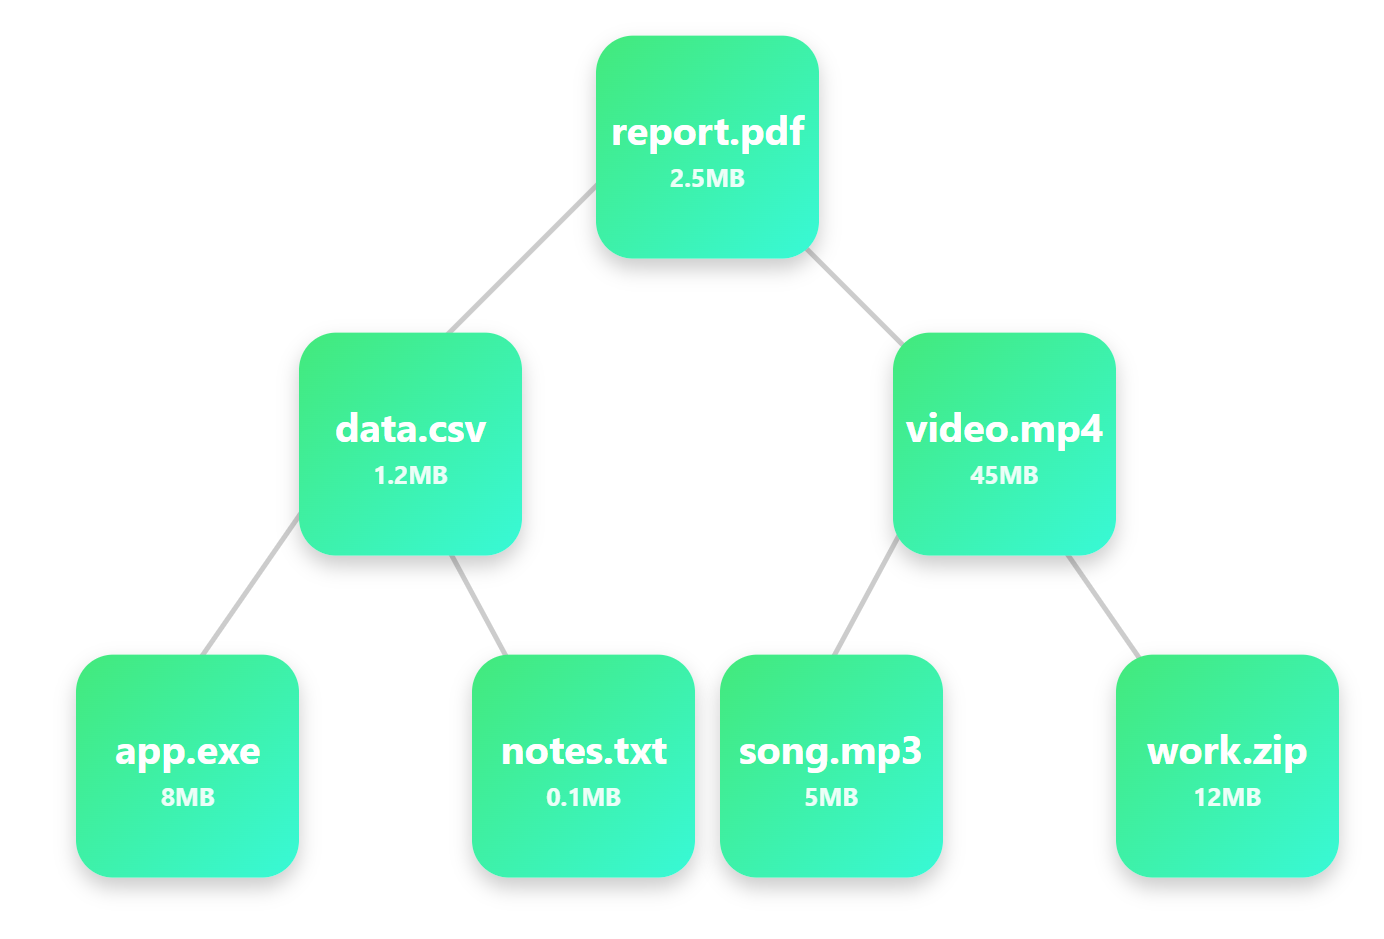 report.pdf
2.5MB
data.csv
1.2MB
video.mp4
45MB
app.exe
8MB
notes.txt
0.1MB
song.mp3
5MB
work.zip
12MB